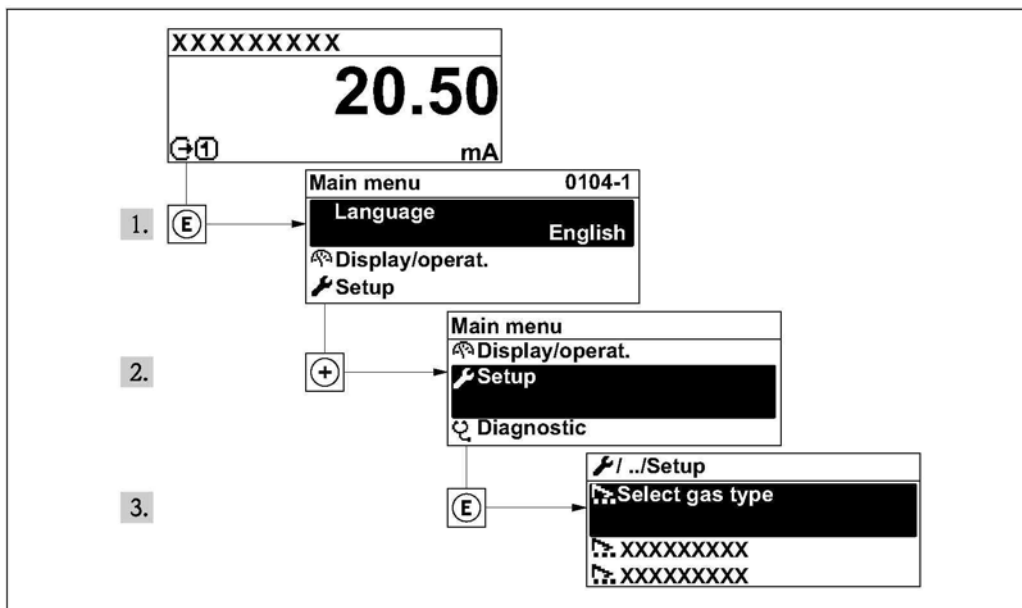 XXXXXXXXX
20.50
1
mA
Main menu 0104-1
1.
E
Language
English
Display/operat.
Setup
Main menu
2.
+
Display/operat.
Setup
Diagnostic
/ ../Setup
3.
E
Select gas type
XXXXXXXXX
XXXXXXXXX